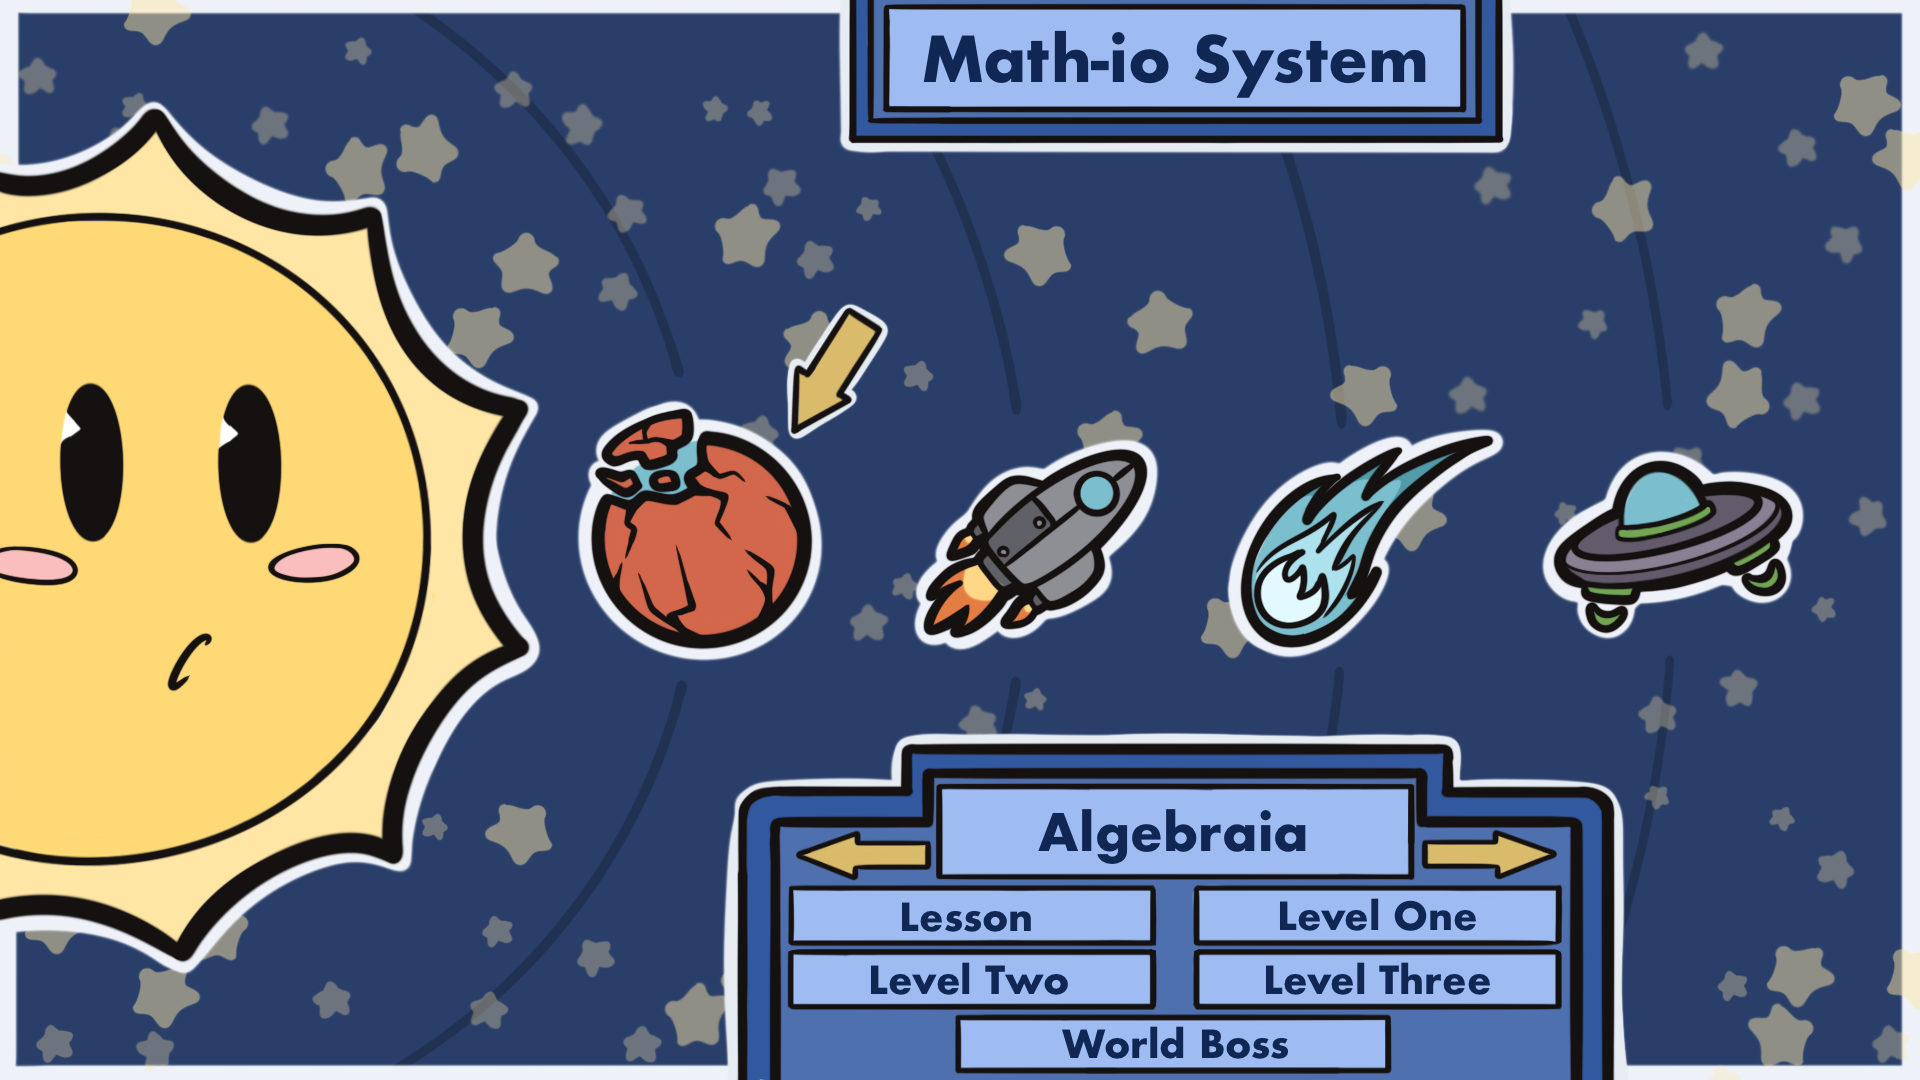 Math-io System
Algebraia
Lesson
Level One
Level Two
Level Three
World Boss